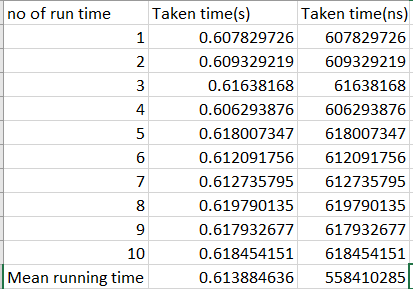 no of run time Taken time(s) Taken time(ns)
1 0.607829726 607829726
2 0.609329219 609329219
3 0.61638168 61638168
4 0.606293876 606293876
5 0.618007347 618007347
6 0.612091756 612091756
7 0.612735795 612735795
8 0.619790135 619790135
9 0.617932677 617932677
10 0.618454151 618454151
Mean running time 0.613884636 558410285